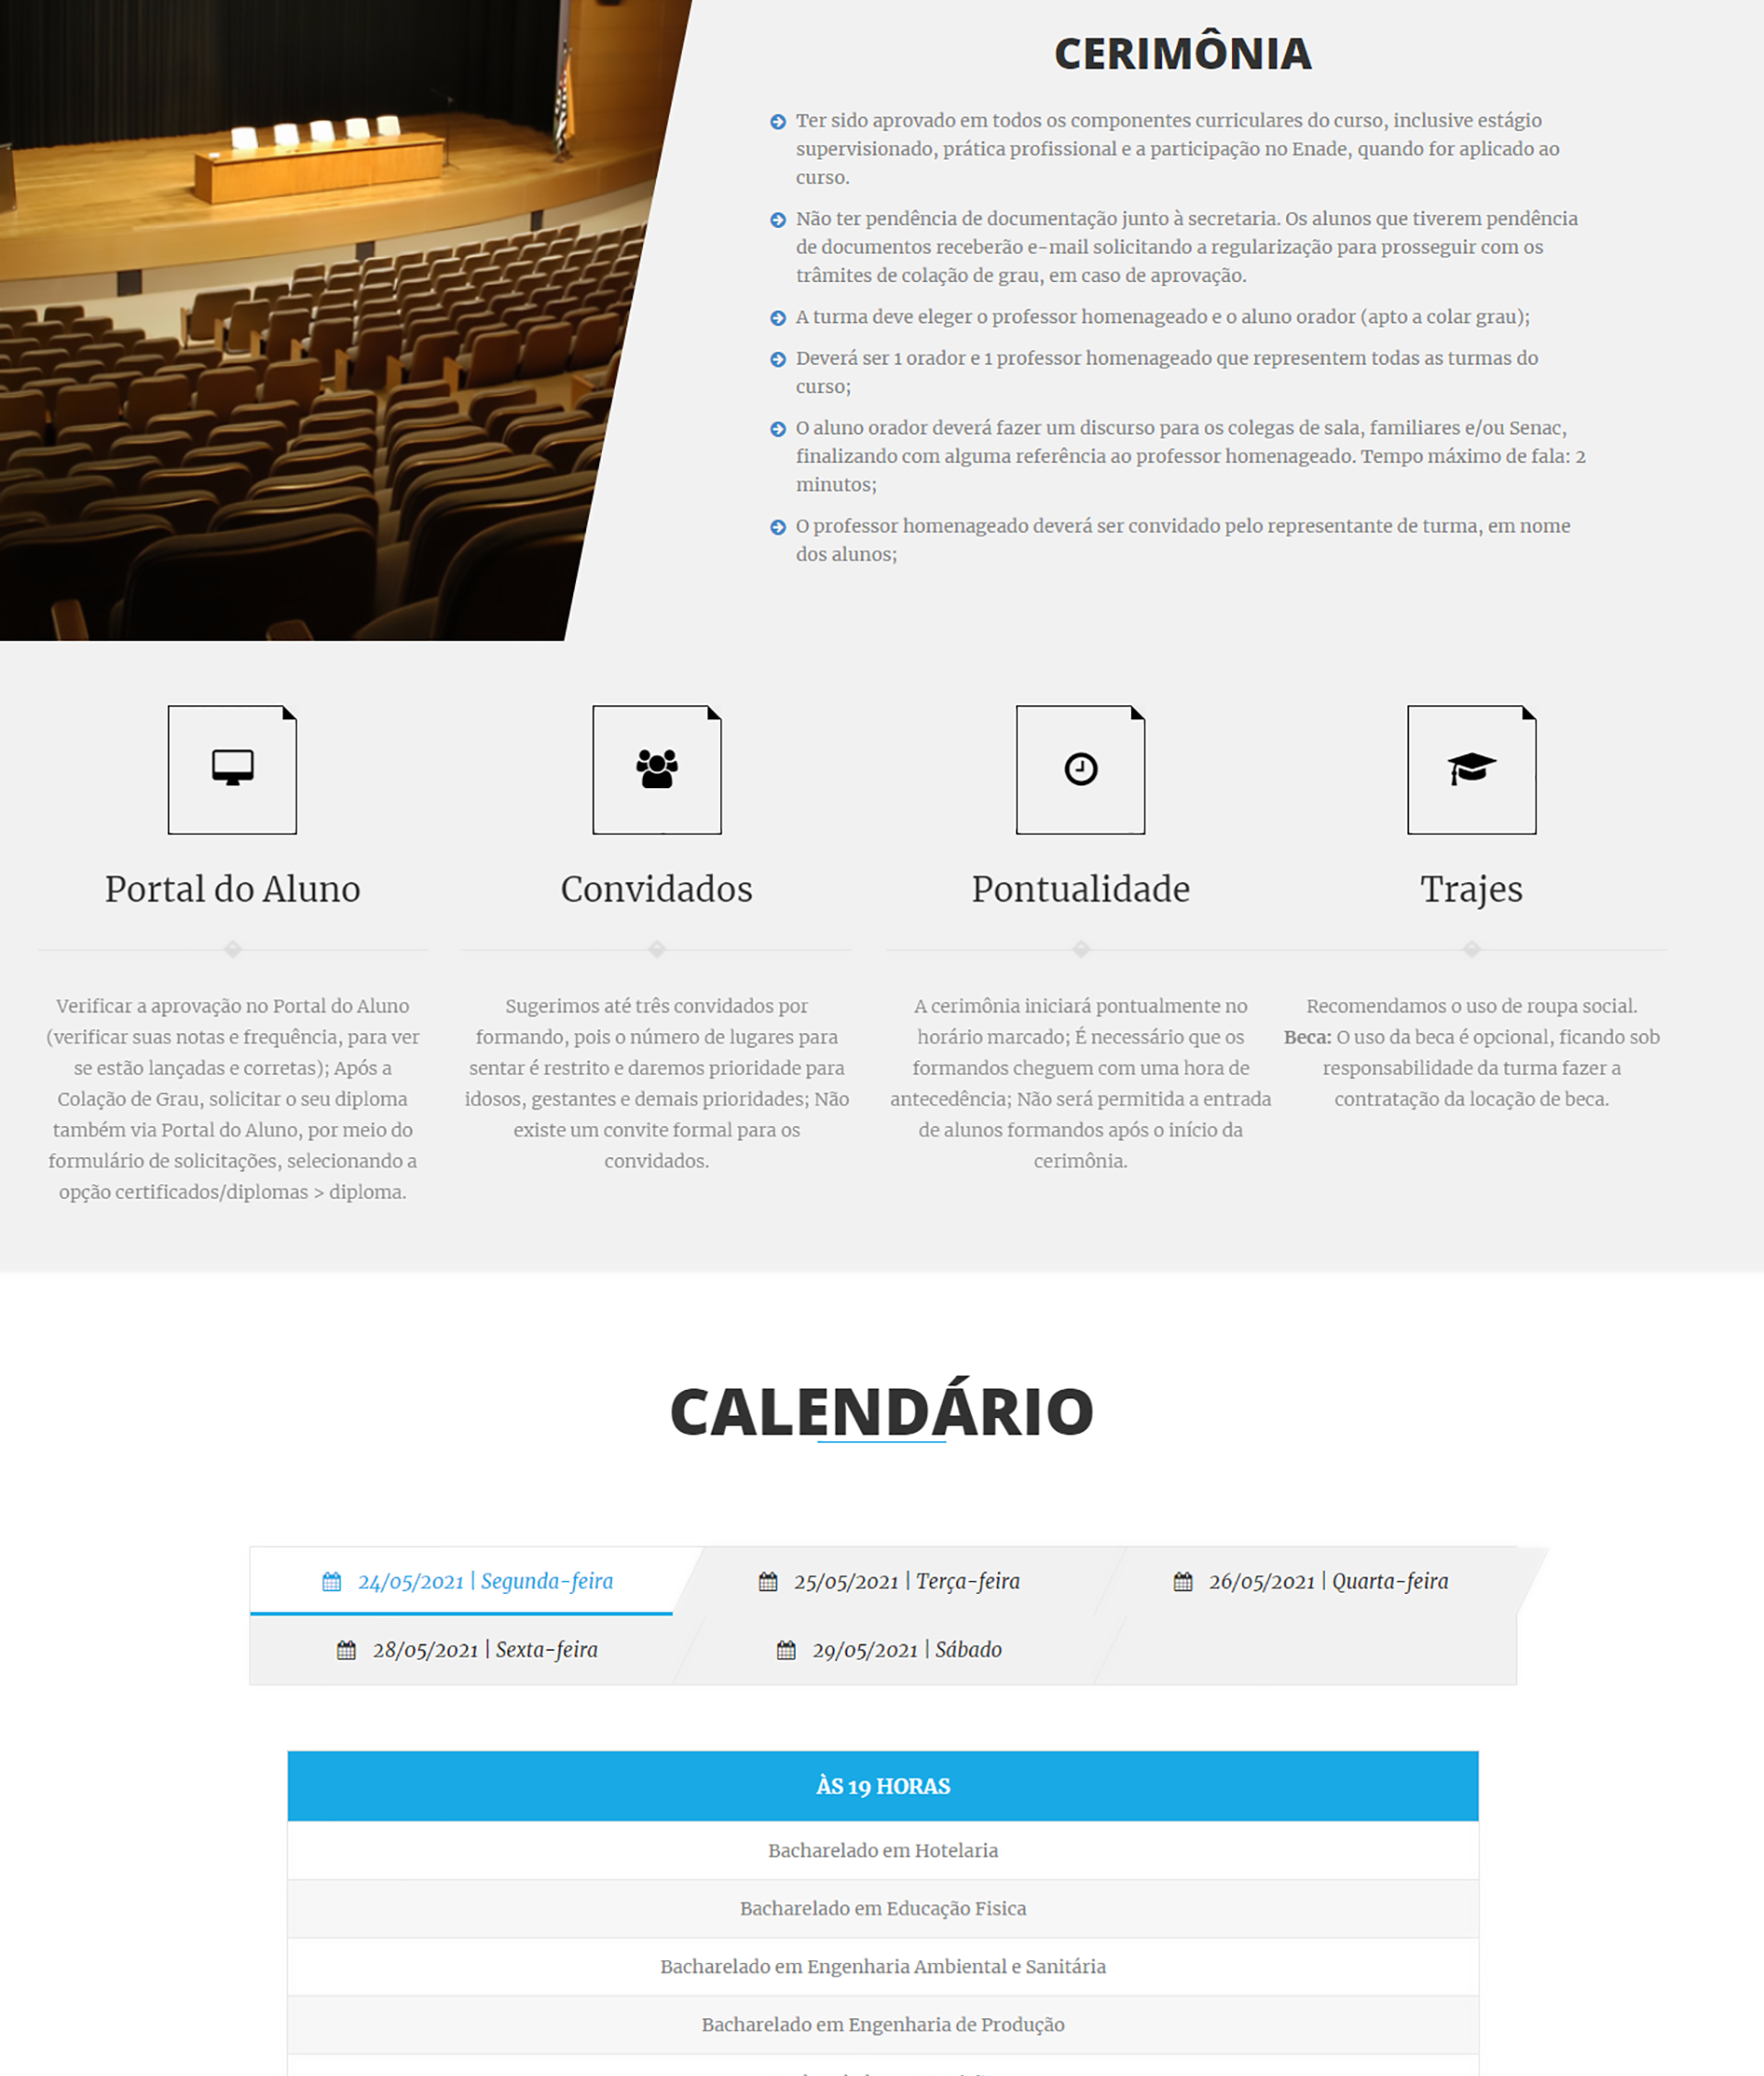 CERIMÔNIA
Ter sido aprovado em todos os componentes curriculares do curso, inclusive estágio
supervisionado, prática profissional e a participação no Enade, quando for aplicado ao
curso.
Não ter pendência de documentação junto à secretaria. Os alunos que tiverem pendência
de documentos receberão e-mail solicitando a regularização para prosseguir com os
trâmites de colação de grau, em caso de aprovação.
A turma deve eleger o professor homenageado e o aluno orador (apto a colar grau);
Deverá ser 1 orador e 1 professor homenageado que representem todas as turmas do
curso;
O aluno orador deverá fazer um discurso para os colegas de sala, familiares e/ou Senac,
finalizando com alguma referência ao professor homenageado. Tempo máximo de fala: 2
minutos;
O professor homenageado deverá ser convidado pelo representante de turma, em nome
dos alunos;
Portal do Aluno
Verificar a aprovação no Portal do Aluno
(verificar suas notas e frequência, para ver
se estão lançadas e corretas); Após a
Colação de Grau, solicitar o seu diploma
também via Portal do Aluno, por meio do
formulário de solicitações, selecionando a
opção certificados/diplomas > diploma.
Convidados
Sugerimos até três convidados por
formando, pois o número de lugares para
sentar é restrito e daremos prioridade para
idosos, gestantes e demais prioridades; Não
existe um convite formal para os
convidados.
Pontualidade
A cerimônia iniciará pontualmente no
horário marcado; É necessário que os
formandos cheguem com uma hora de
antecedência; Não será permitida a entrada
de alunos formandos após o início da
cerimônia.
Trajes
Recomendamos o uso de roupa social.
Beca: O uso da beca é opcional, ficando sob
responsabilidade da turma fazer a
contratação da locação de beca.
CALENDÁRIO
24/05/2021 | Segunda-feira
25/05/2021 | Terça-feira
26/05/2021 | Quarta-feira
28/05/2021 | Sexta-feira
29/05/2021 | Sábado
ÀS 19 HORAS
Bacharelado em Hotelaria
Bacharelado em Educação Fisica
Bacharelado em Engenharia Ambiental e Sanitária
Bacharelado em Engenharia de Produção